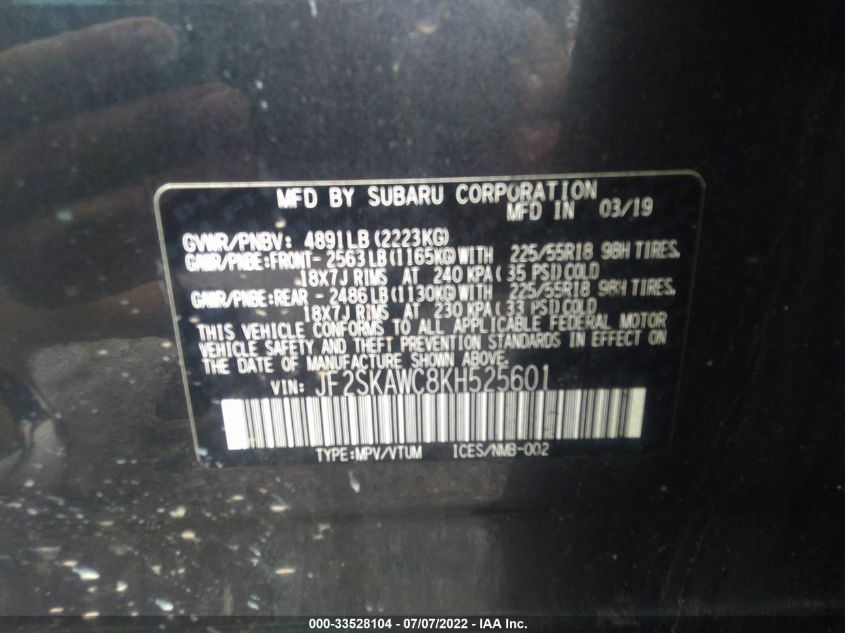 MFD BY SUBARU CORPORATION
MFD IN 03/19
GVWR/PNBV: 4891LB(2223KG)
GAWR/PNBE:FRONT-2563LB(1165KG)WITH 225/55R18 98H TIRES,
18X7J RIMS AT 240 KPA(35 PSI)COLD
GAWR/PNBE:REAR -2486LB(1130KG)WITH 225/55R18 98H TIRES,
18X7J RIMS AT 230 KPA(33 PSI)COLD
THIS VEHICLE CONFORMS TO ALL APPLICABLE FEDERAL MOTOR
VEHICLE SAFETY AND THEFT PREVENTION STANDARDS IN EFFECT ON
THE DATE OF MANUFACTURE SHOWN ABOVE.
VIN: JF2SKAWC8KH525601
TYPE:MPV/VTUM ICES/NMB-002
000-33528104 - 07/07/2022 - IAA Inc.